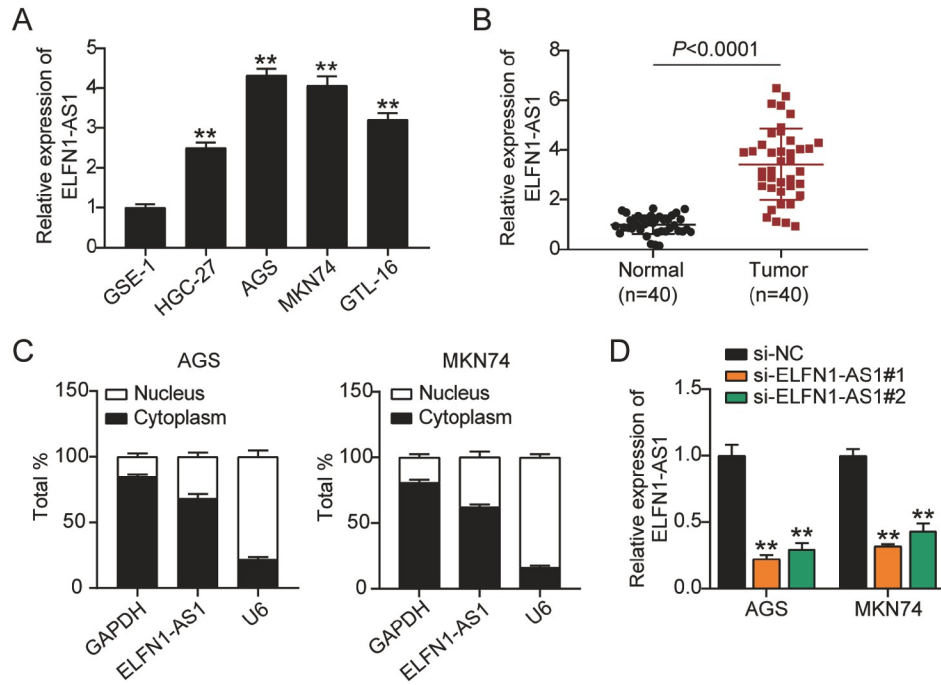 A
Relative expression of
ELFN1-AS1
5
4
3
2
1
0
**
**
**
**
GSE-1
HGC-27
AGS
MKN74
GTL-16
B
Relative expression of
ELFN1-AS1
8
6
4
2
0
P<0.0001
Normal
(n=40)
Tumor
(n=40)
C
AGS
Total %
150
100
50
0
Nucleus
Cytoplasm
GAPDH
ELFN1-AS1
U6
MKN74
Total %
150
100
50
0
Nucleus
Cytoplasm
GAPDH
ELFN1-AS1
U6
D
si-NC
si-ELFN1-AS1#1
si-ELFN1-AS1#2
Relative expression of
ELFN1-AS1
1.5
1.0
0.5
0.0
**
**
**
**
AGS
MKN74